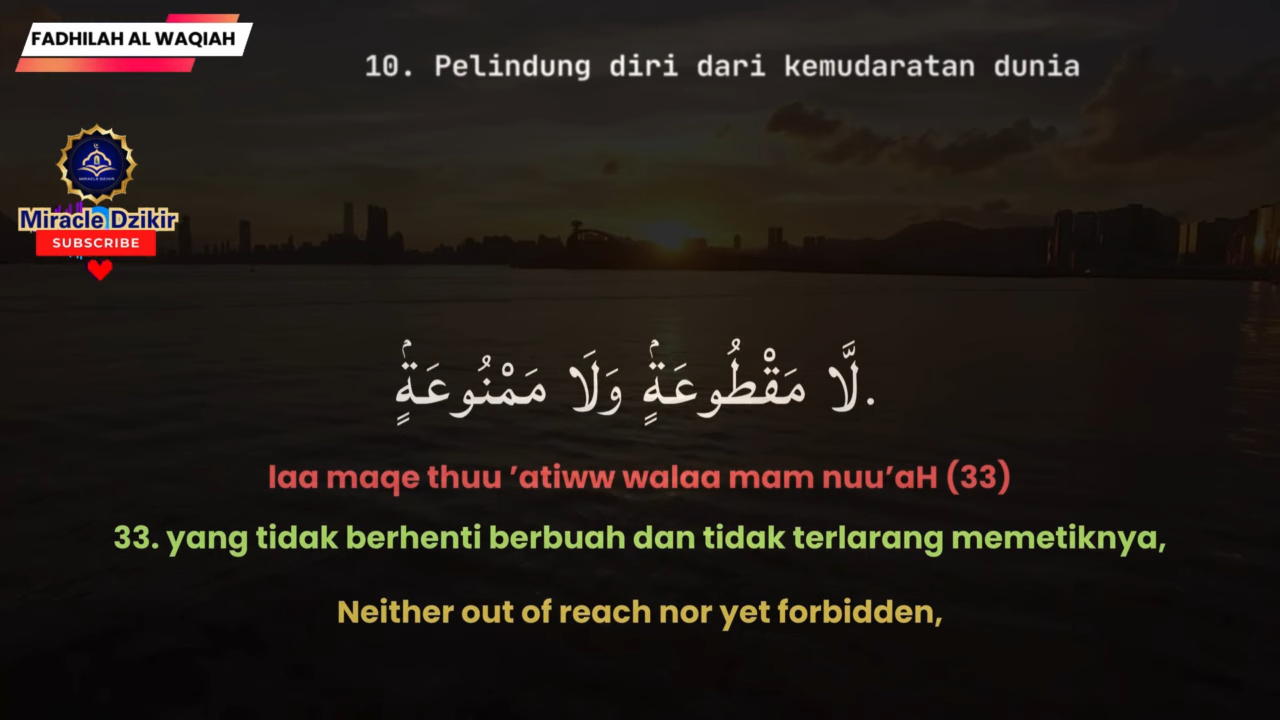 FADHILAH AL WAQIAH
10. Pelindung diri dari kemudaratan dunia
MIRACLE DZIKIR
Miracle Dzikir
SUBSCRIBE
لَّا مَقْطُوعَةٍۢ وَلَا مَمْنُوعَةٍۢ.
laa maqe thuu ’atiww walaa mam nuu’aH (33)
33. yang tidak berhenti berbuah dan tidak terlarang memetiknya,
Neither out of reach nor yet forbidden,